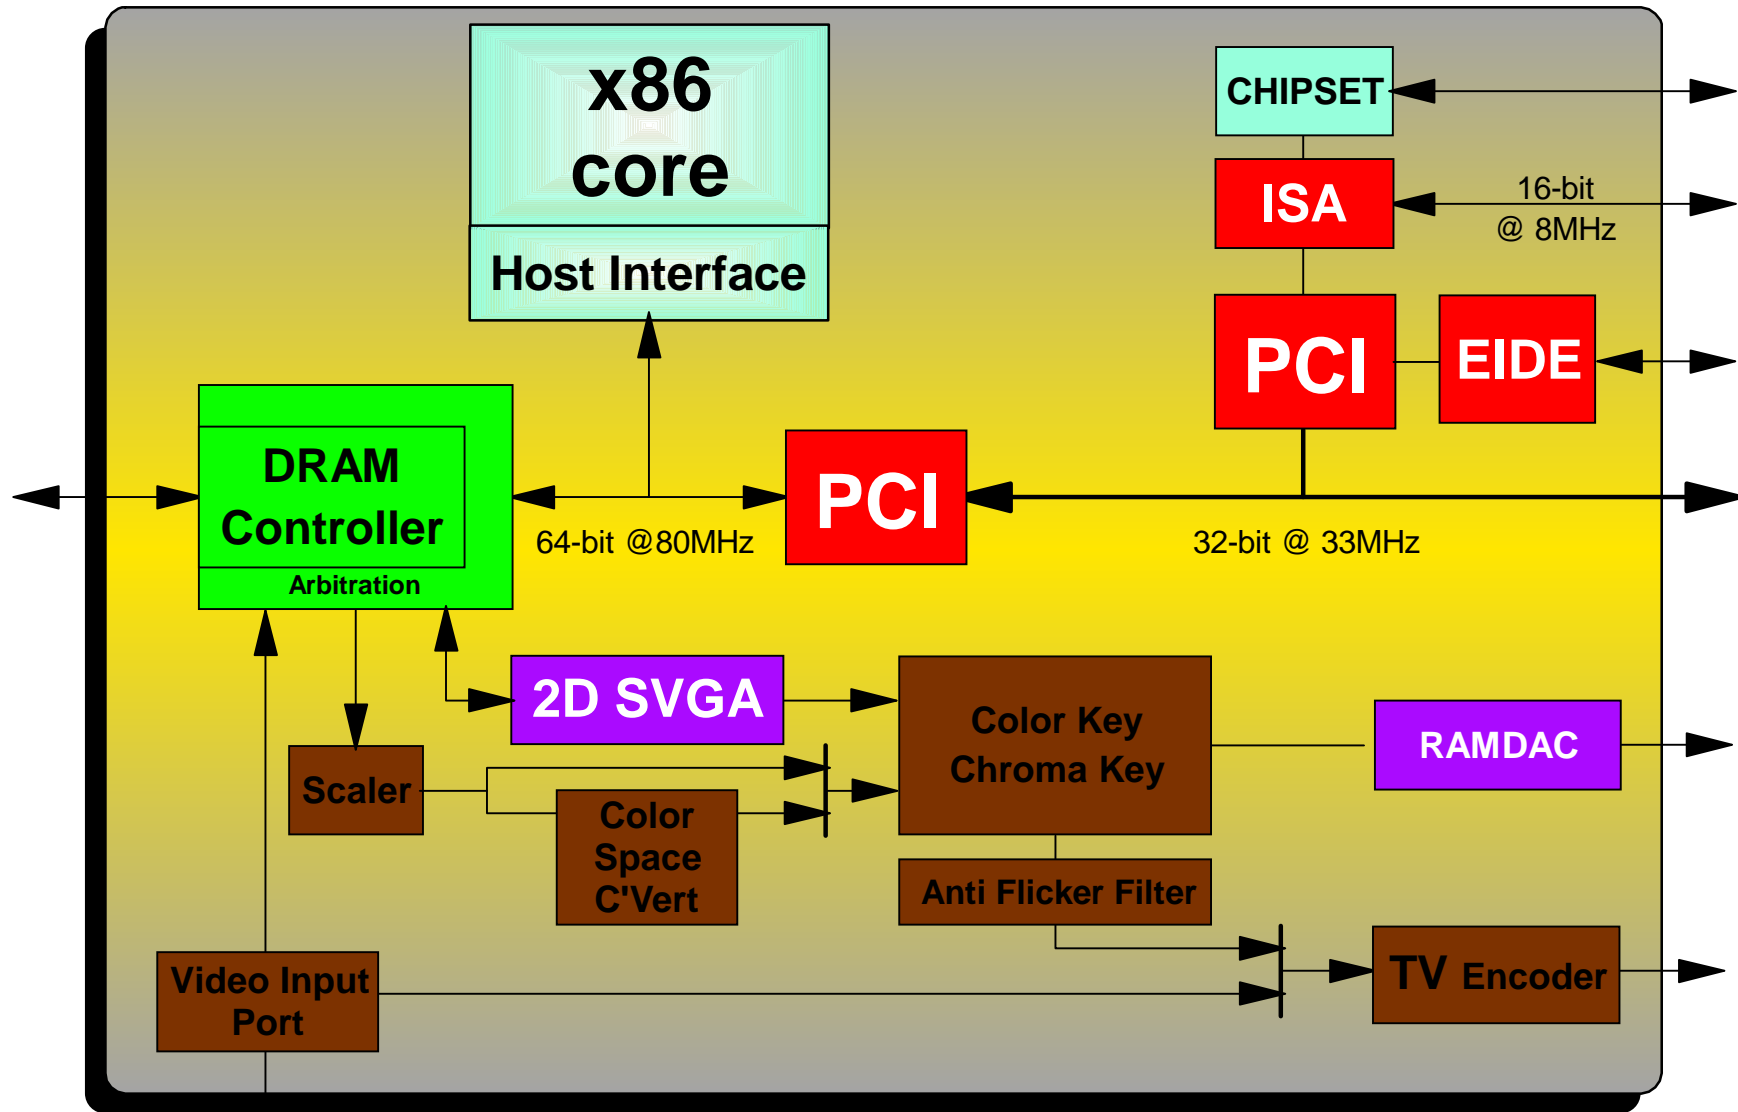 x86
core
Host Interface
CHIPSET
ISA
16-bit
@ 8MHz
PCI
EIDE
DRAM
Controller
Arbitration
64-bit @80MHz
PCI
32-bit @ 33MHz
2D SVGA
Color Key
Chroma Key
RAMDAC
Scaler
Color
Space
C'Vert
Anti Flicker Filter
Video Input
Port
TV Encoder